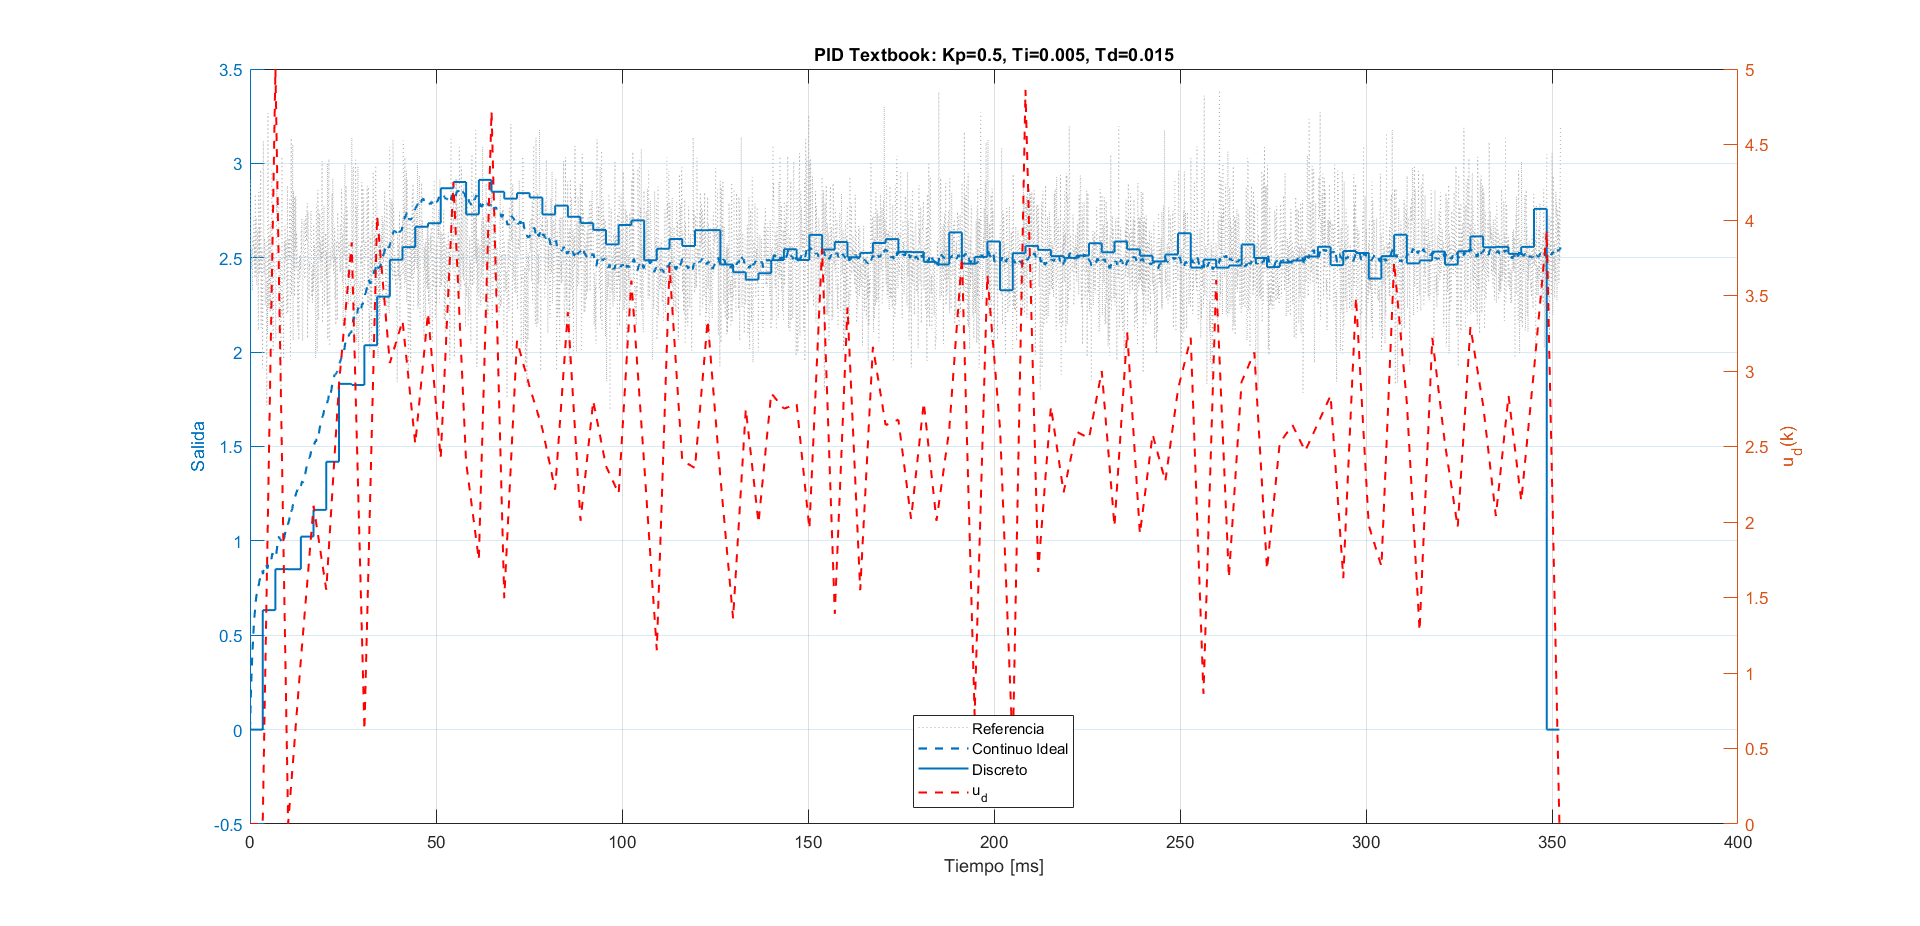 PID Textbook: Kp=0.5, Ti=0.005, Td=0.015
3.5
3
2.5
2
1.5
1
0.5
0
-0.5
Salida
5
4.5
4
3.5
3
2.5
2
1.5
1
0.5
0
u_d(k)
Referencia
Continuo Ideal
Discreto
u_d
0 50 100 150 200 250 300 350 400
Tiempo [ms]